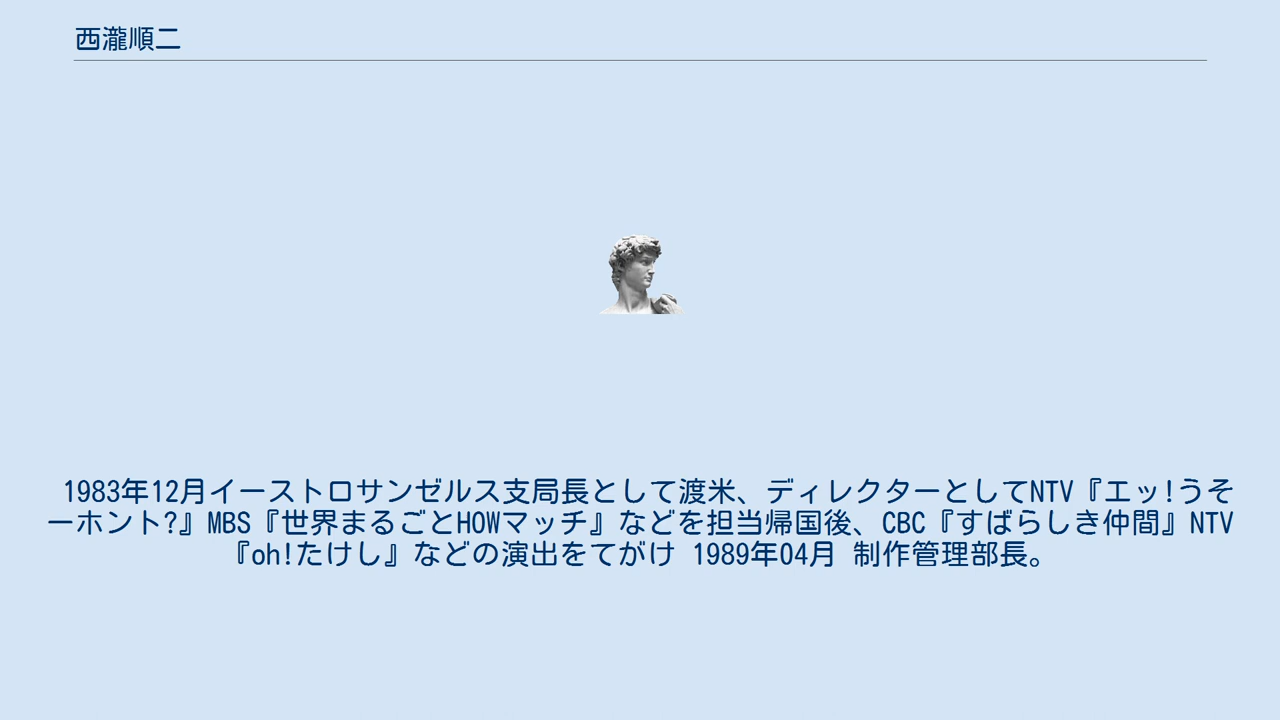 西瀧順二
1983年12月イーストロサンゼルス支局長として渡米、ディレクターとしてNTV『エッ!うそ
ーホント?』MBS『世界まるごとHOWマッチ』などを担当帰国後、CBC『すばらしき仲間』NTV
『oh!たけし』などの演出をてがけ 1989年04月 制作管理部長。